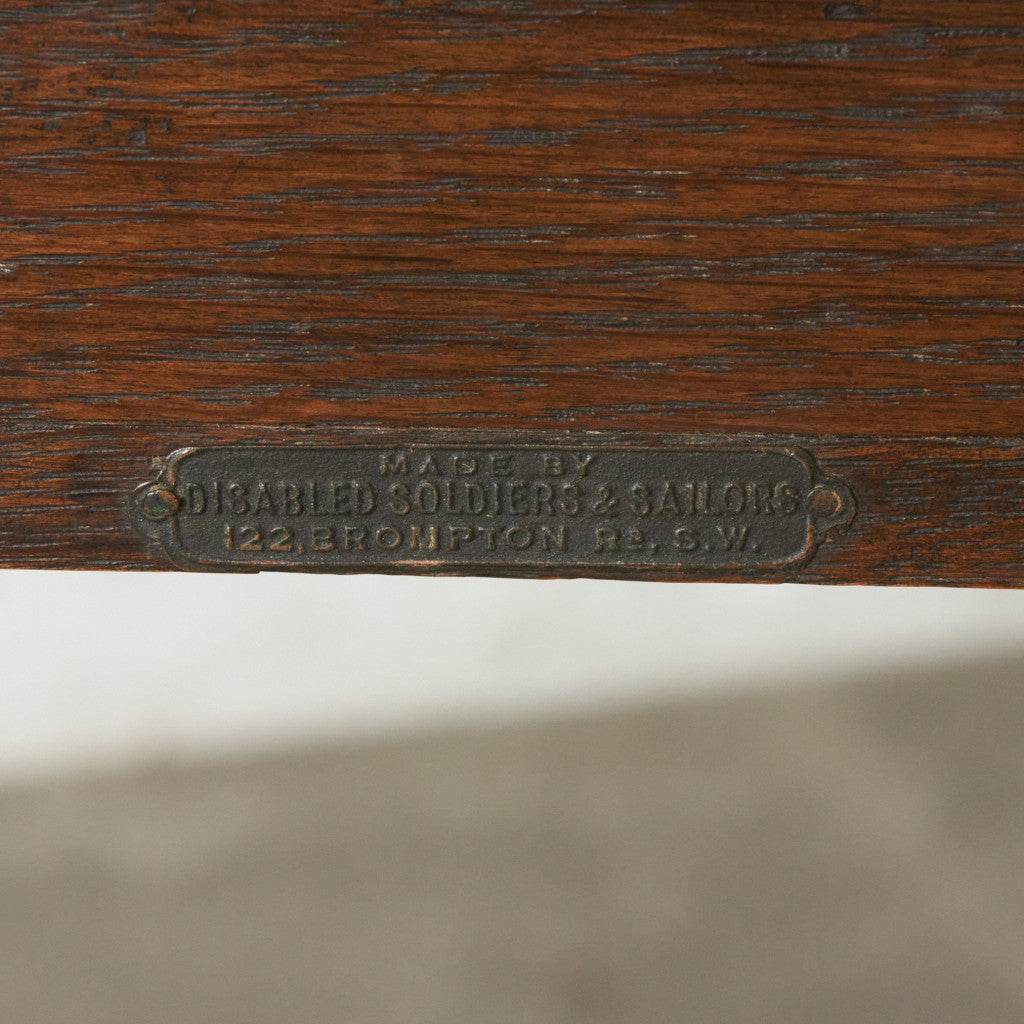 MADE BY
DISABLED SOLDIERS & SAILORS
122, BROMPTON RD. S.W.